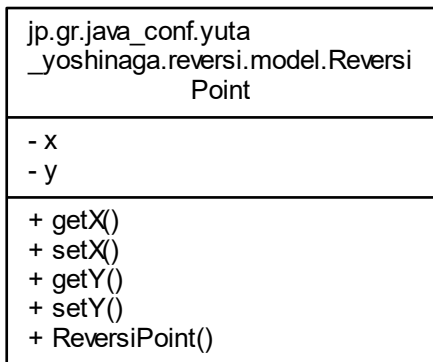 jp.gr.java_conf.yuta
_yoshinaga.reversi.model.Reversi
Point
- x
- y
+ getX()
+ setX()
+ getY()
+ setY()
+ ReversiPoint()